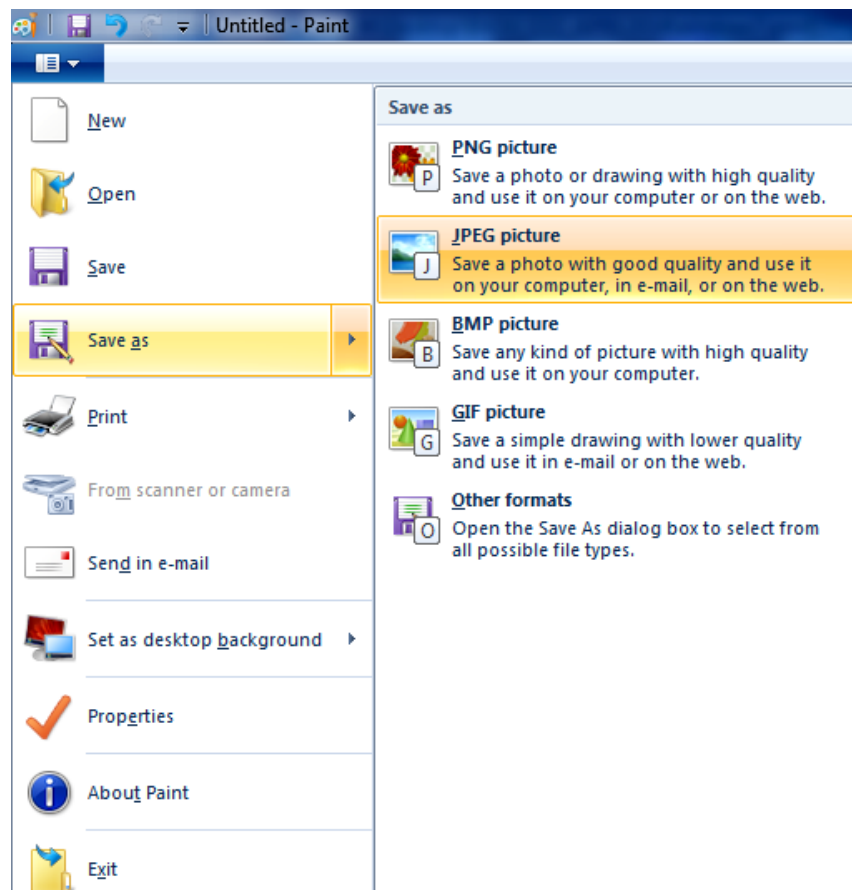 Untitled - Paint
New
Open
Save
Save as
Print
From scanner or camera
Send in e-mail
Set as desktop background
Properties
About Paint
Exit
Save as
PNG picture
P
Save a photo or drawing with high quality
and use it on your computer or on the web.
JPEG picture
J
Save a photo with good quality and use it
on your computer, in e-mail, or on the web.
BMP picture
B
Save any kind of picture with high quality
and use it on your computer.
GIF picture
G
Save a simple drawing with lower quality
and use it in e-mail or on the web.
Other formats
O
Open the Save As dialog box to select from
all possible file types.